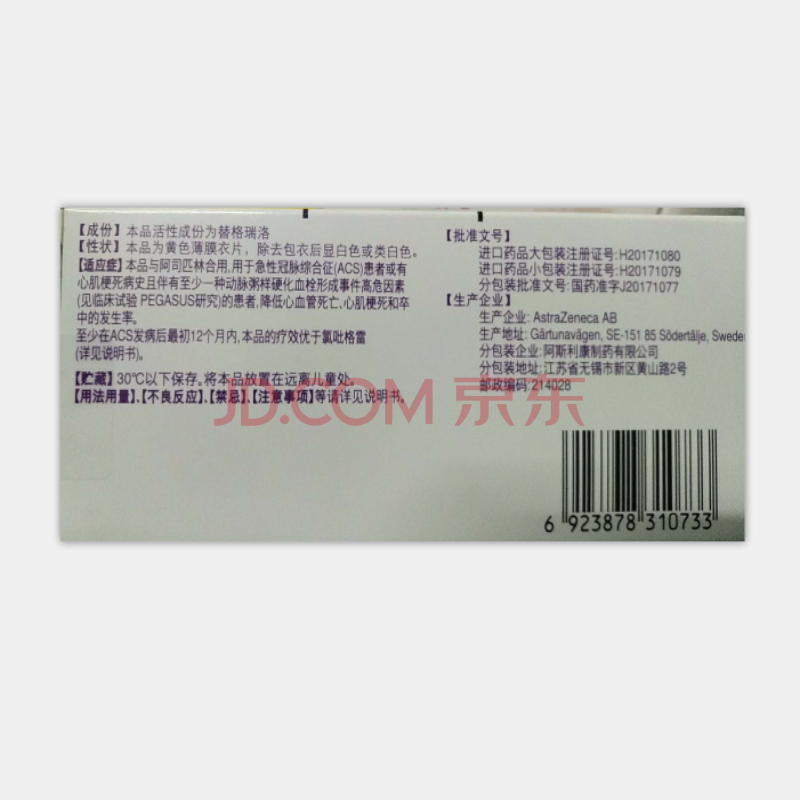 【成份】本品活性成份为替格瑞洛
【性状】本品为黄色薄膜衣片，除去包衣后显白色或类白色。
【适应症】本品与阿司匹林合用,用于急性冠脉综合征(ACS)患者或有
心肌梗死病史且伴有至少一种动脉粥样硬化血栓形成事件高危因素
(见临床试验 PEGASUS研究)的患者,降低心血管死亡、心肌梗死和卒
中的发生率。
至少在ACS发病后最初12个月内,本品的疗效优于氯吡格雷
(详见说明书)。
【贮藏】30℃以下保存。将本品放置在远离儿童处。
【用法用量】、【不良反应】、【禁忌】、【注意事项】等请详见说明书。
【批准文号】
进口药品大包装注册证号:H20171080
进口药品小包装注册证号:H20171079
分包装批准文号:国药准字J20171077
【生产企业】
生产企业: AstraZeneca AB
生产地址: Gärtunavägen, SE-151 85 Södertälje, Sweden
分包装企业:阿斯利康制药有限公司
分包装地址:江苏省无锡市新区黄山路2号
邮政编码:214028
JD.COM 京东
6 923878 310733